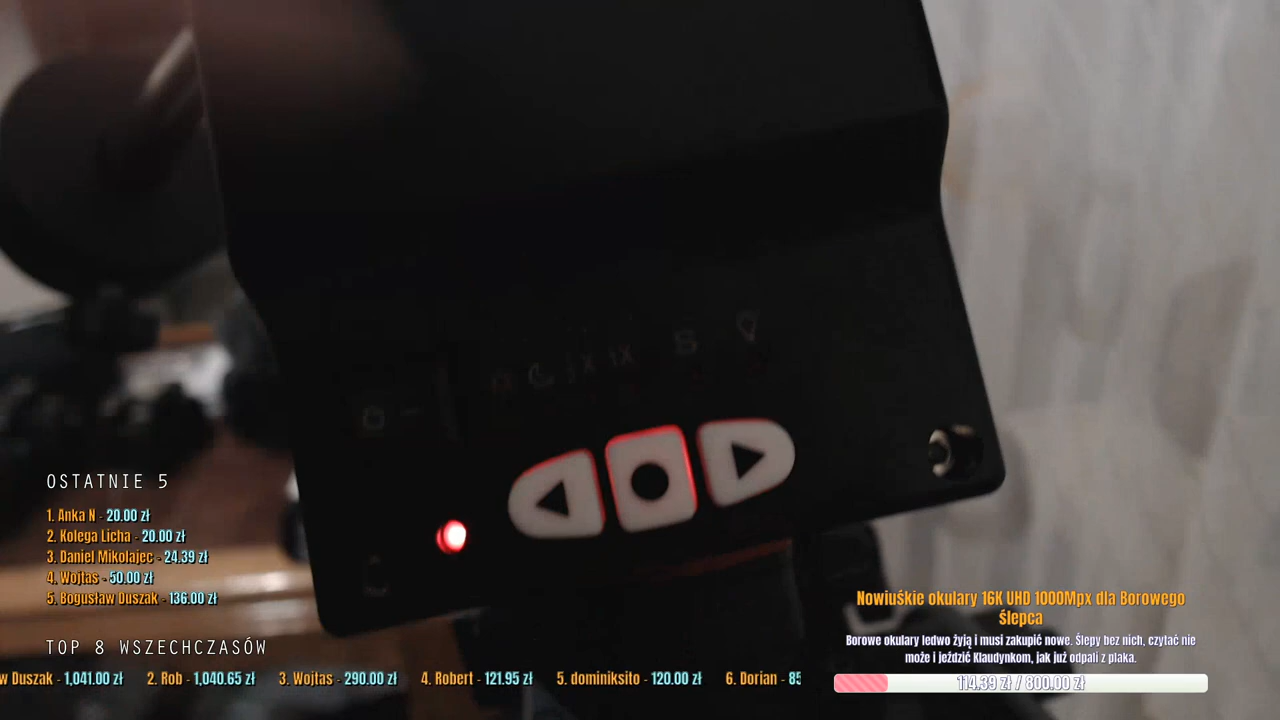 OSTATNIE 5
1. Anka N - 20.00 zł
2. Kolega Licha - 20.00 zł
3. Daniel Mikolajec - 24.39 zł
4. Wojtas - 50.00 zł
5. Bogusław Duszak - 136.00 zł
TOP 8 WSZECHCZASÓW
w Duszak - 1,041.00 zł 2. Rob - 1,040.65 zł 3. Wojtas - 290.00 zł 4. Robert - 121.95 zł 5. dominiksito - 120.00 zł 6. Dorian - 85
Nowiuśkie okulary 16K UHD 1000Mpx dla Borowego
ślepca
Borowe okulary ledwo żyją i musi zakupić nowe. Ślepy bez nich, czytać nie
może i jeździć Klaudynkom, jak już odpali z plaka.
114.39 zł / 800.00 zł